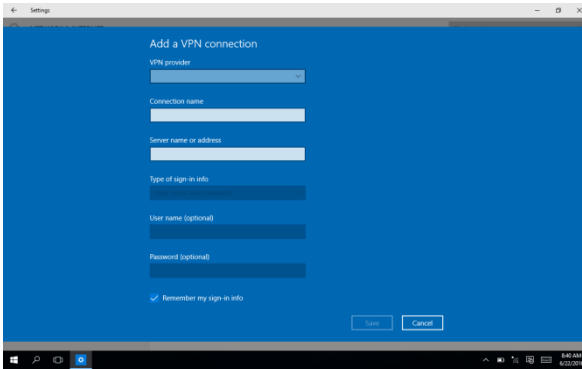 Settings
Add a VPN connection
VPN provider
Connection name
Server name or address
Type of sign-in info
User name (optional)
Password (optional)
Remember my sign-in info
Save
Cancel
8:40 AM